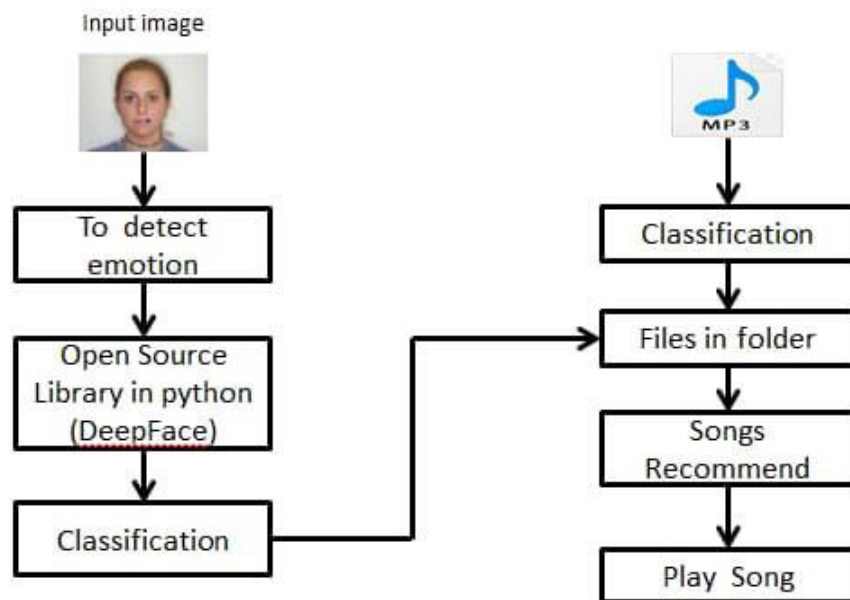 Input image
To detect
emotion
Open Source
Library in python
(DeepFace)
Classification
MP3
Classification
Files in folder
Songs
Recommend
Play Song